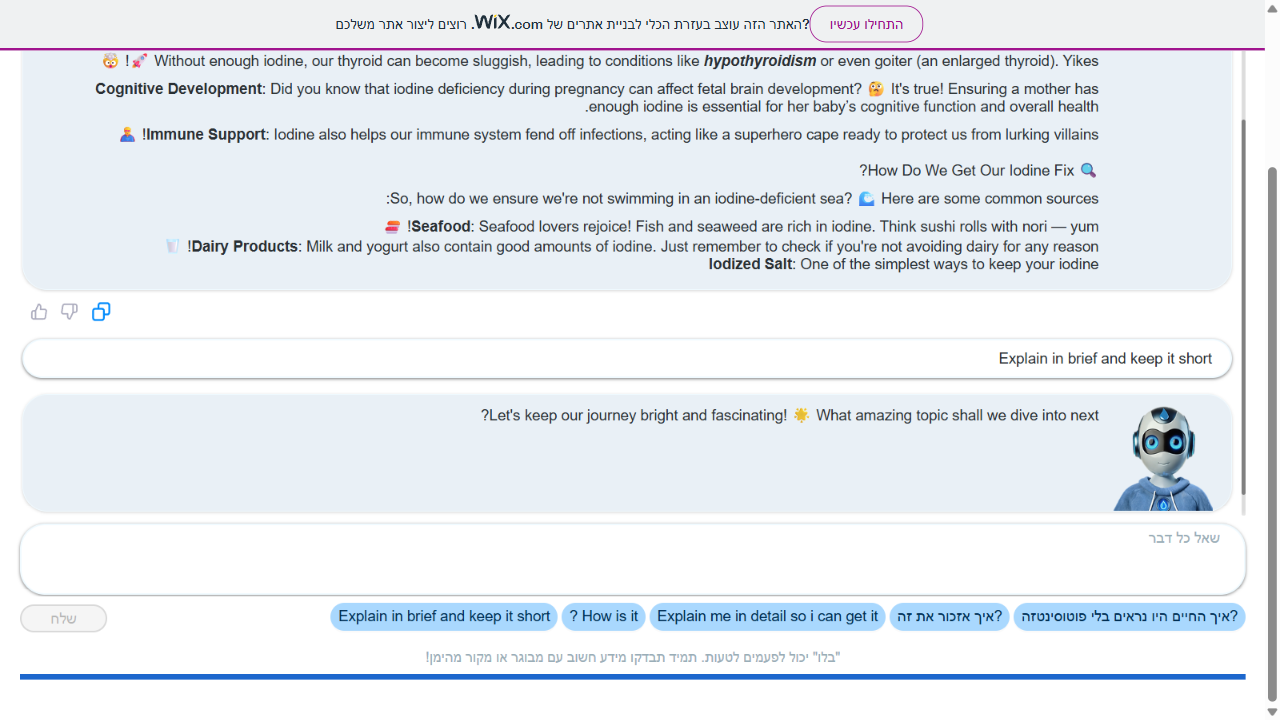 האתר הזה עוצב בעזרת הכלי לבניית אתרים של WiX.com. רוצים ליצור אתר משלכם?
התחילו עכשיו
Without enough iodine, our thyroid can become sluggish, leading to conditions like hypothyroidism or even goiter (an enlarged thyroid). Yikes! 🚀🤯
Cognitive Development: Did you know that iodine deficiency during pregnancy can affect fetal brain development? 🤔 It's true! Ensuring a mother has
enough iodine is essential for her baby’s cognitive function and overall health.
Immune Support: Iodine also helps our immune system fend off infections, acting like a superhero cape ready to protect us from lurking villains!
🔍 How Do We Get Our Iodine Fix?
So, how do we ensure we're not swimming in an iodine-deficient sea? 🌊 Here are some common sources:
Seafood: Seafood lovers rejoice! Fish and seaweed are rich in iodine. Think sushi rolls with nori — yum! 🍣
Dairy Products: Milk and yogurt also contain good amounts of iodine. Just remember to check if you're not avoiding dairy for any reason! 🥛
Iodized Salt: One of the simplest ways to keep your iodine
Explain in brief and keep it short
Let's keep our journey bright and fascinating! 🌟 What amazing topic shall we dive into next?
שאל כל דבר
איך החיים היו נראים בלי פוטוסינטזה?
איך אזכור את זה?
Explain me in detail so i can get it
How is it ?
Explain in brief and keep it short
שלח
"בלו" יכול לפעמים לטעות. תמיד תבדקו מידע חשוב עם מבוגר או מקור מהימן!